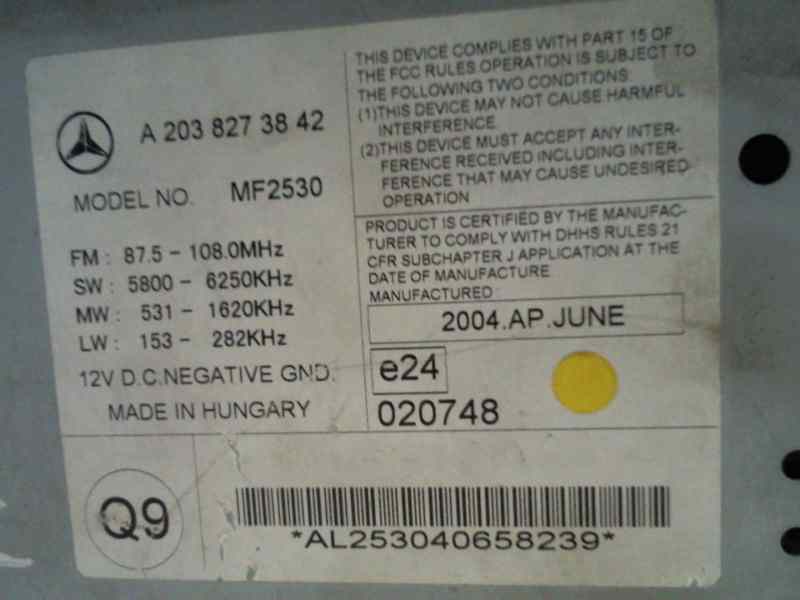 A 203 827 38 42
MODEL NO. MF2530
FM : 87.5 - 108.0MHz
SW : 5800 - 6250KHz
MW : 531 - 1620KHz
LW : 153 - 282KHz
12V D.C.NEGATIVE GND.
MADE IN HUNGARY
THIS DEVICE COMPLIES WITH PART 15 OF
THE FCC RULES OPERATION IS SUBJECT TO
THE FOLLOWING TWO CONDITIONS:
(1)THIS DEVICE MAY NOT CAUSE HARMFUL
INTERFERENCE
(2)THIS DEVICE MUST ACCEPT ANY INTER-
FERENCE RECEIVED INCLUDING INTER-
FERENCE THAT MAY CAUSE UNDESIRED
OPERATION
PRODUCT IS CERTIFIED BY THE MANUFAC-
TURER TO COMPLY WITH DHHS RULES 21
CFR SUBCHAPTER J APPLICATION AT THE
DATE OF MANUFACTURE
MANUFACTURED :
2004.AP.JUNE
e24
020748
Q9
*AL253040658239*